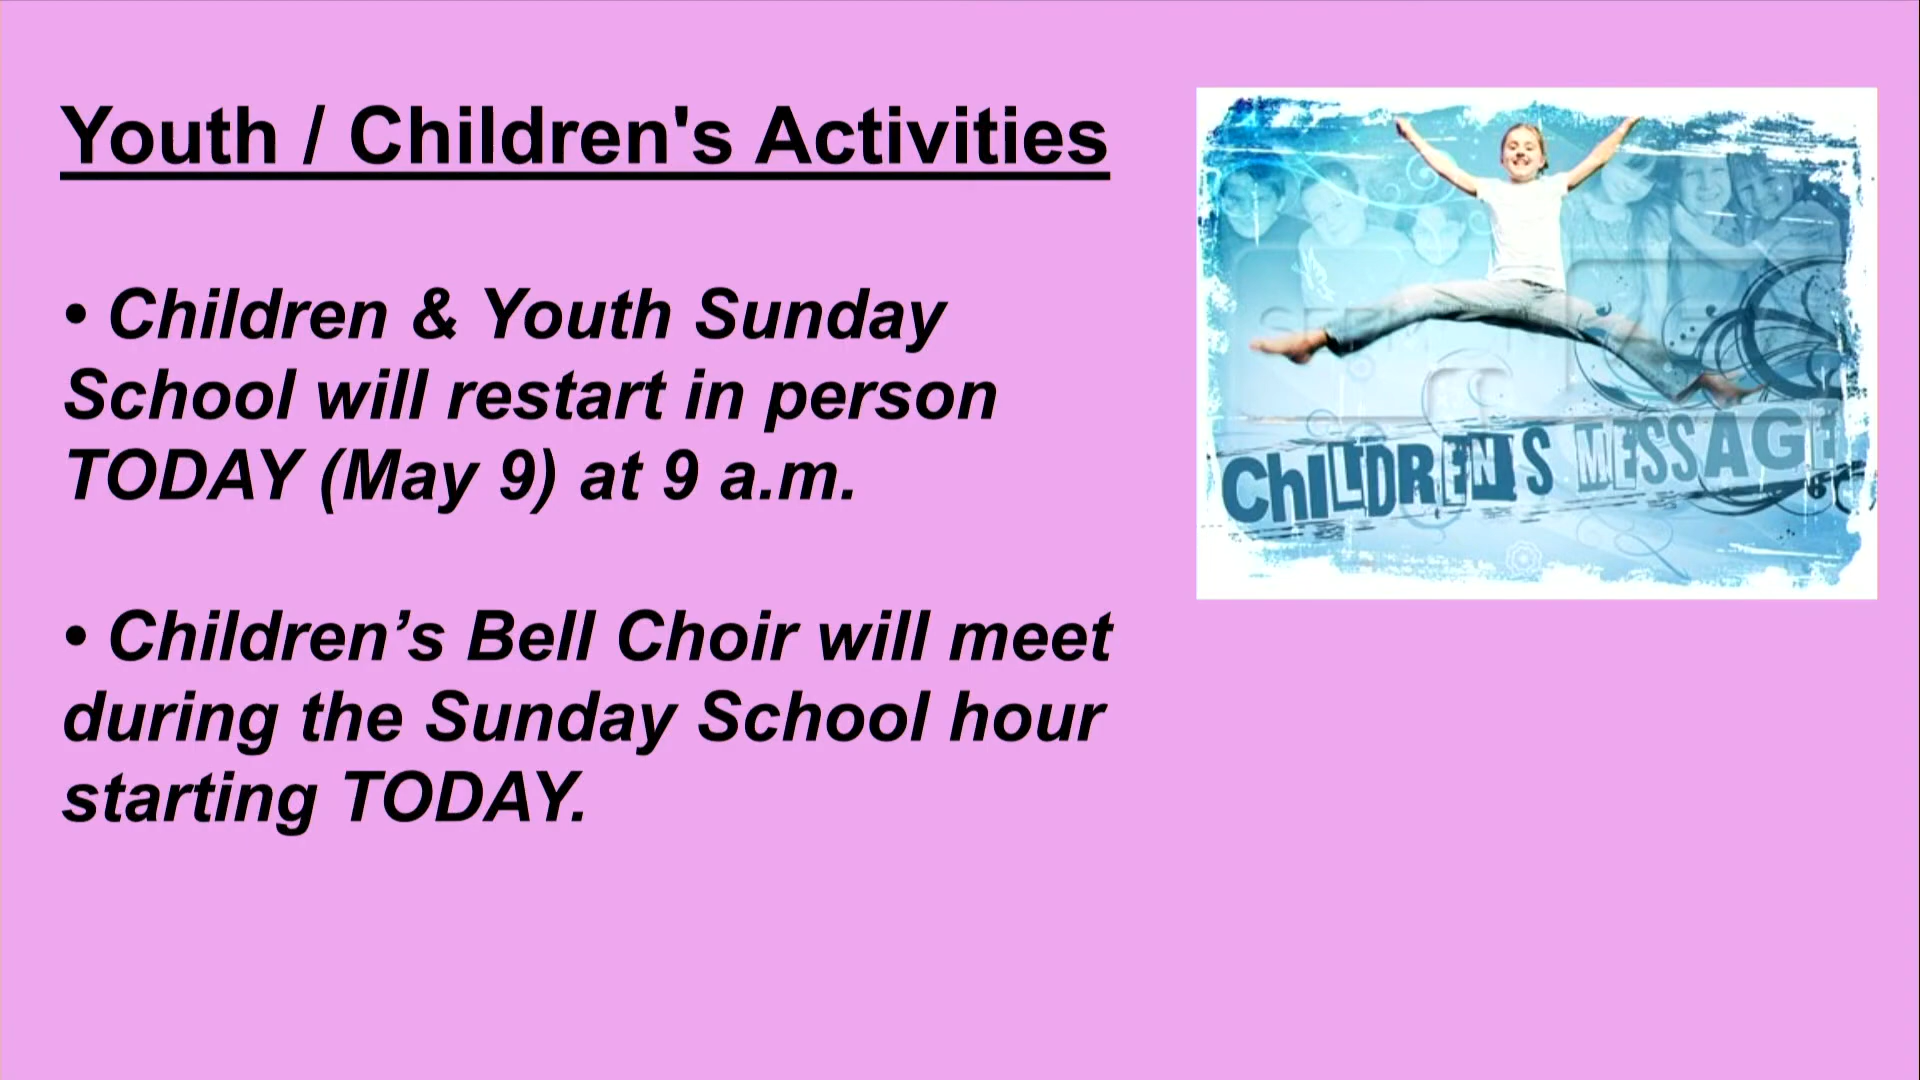 Youth / Children's Activities
• Children & Youth Sunday
School will restart in person
TODAY (May 9) at 9 a.m.
• Children’s Bell Choir will meet
during the Sunday School hour
starting TODAY.
ChiLDREN'S MESSAGE